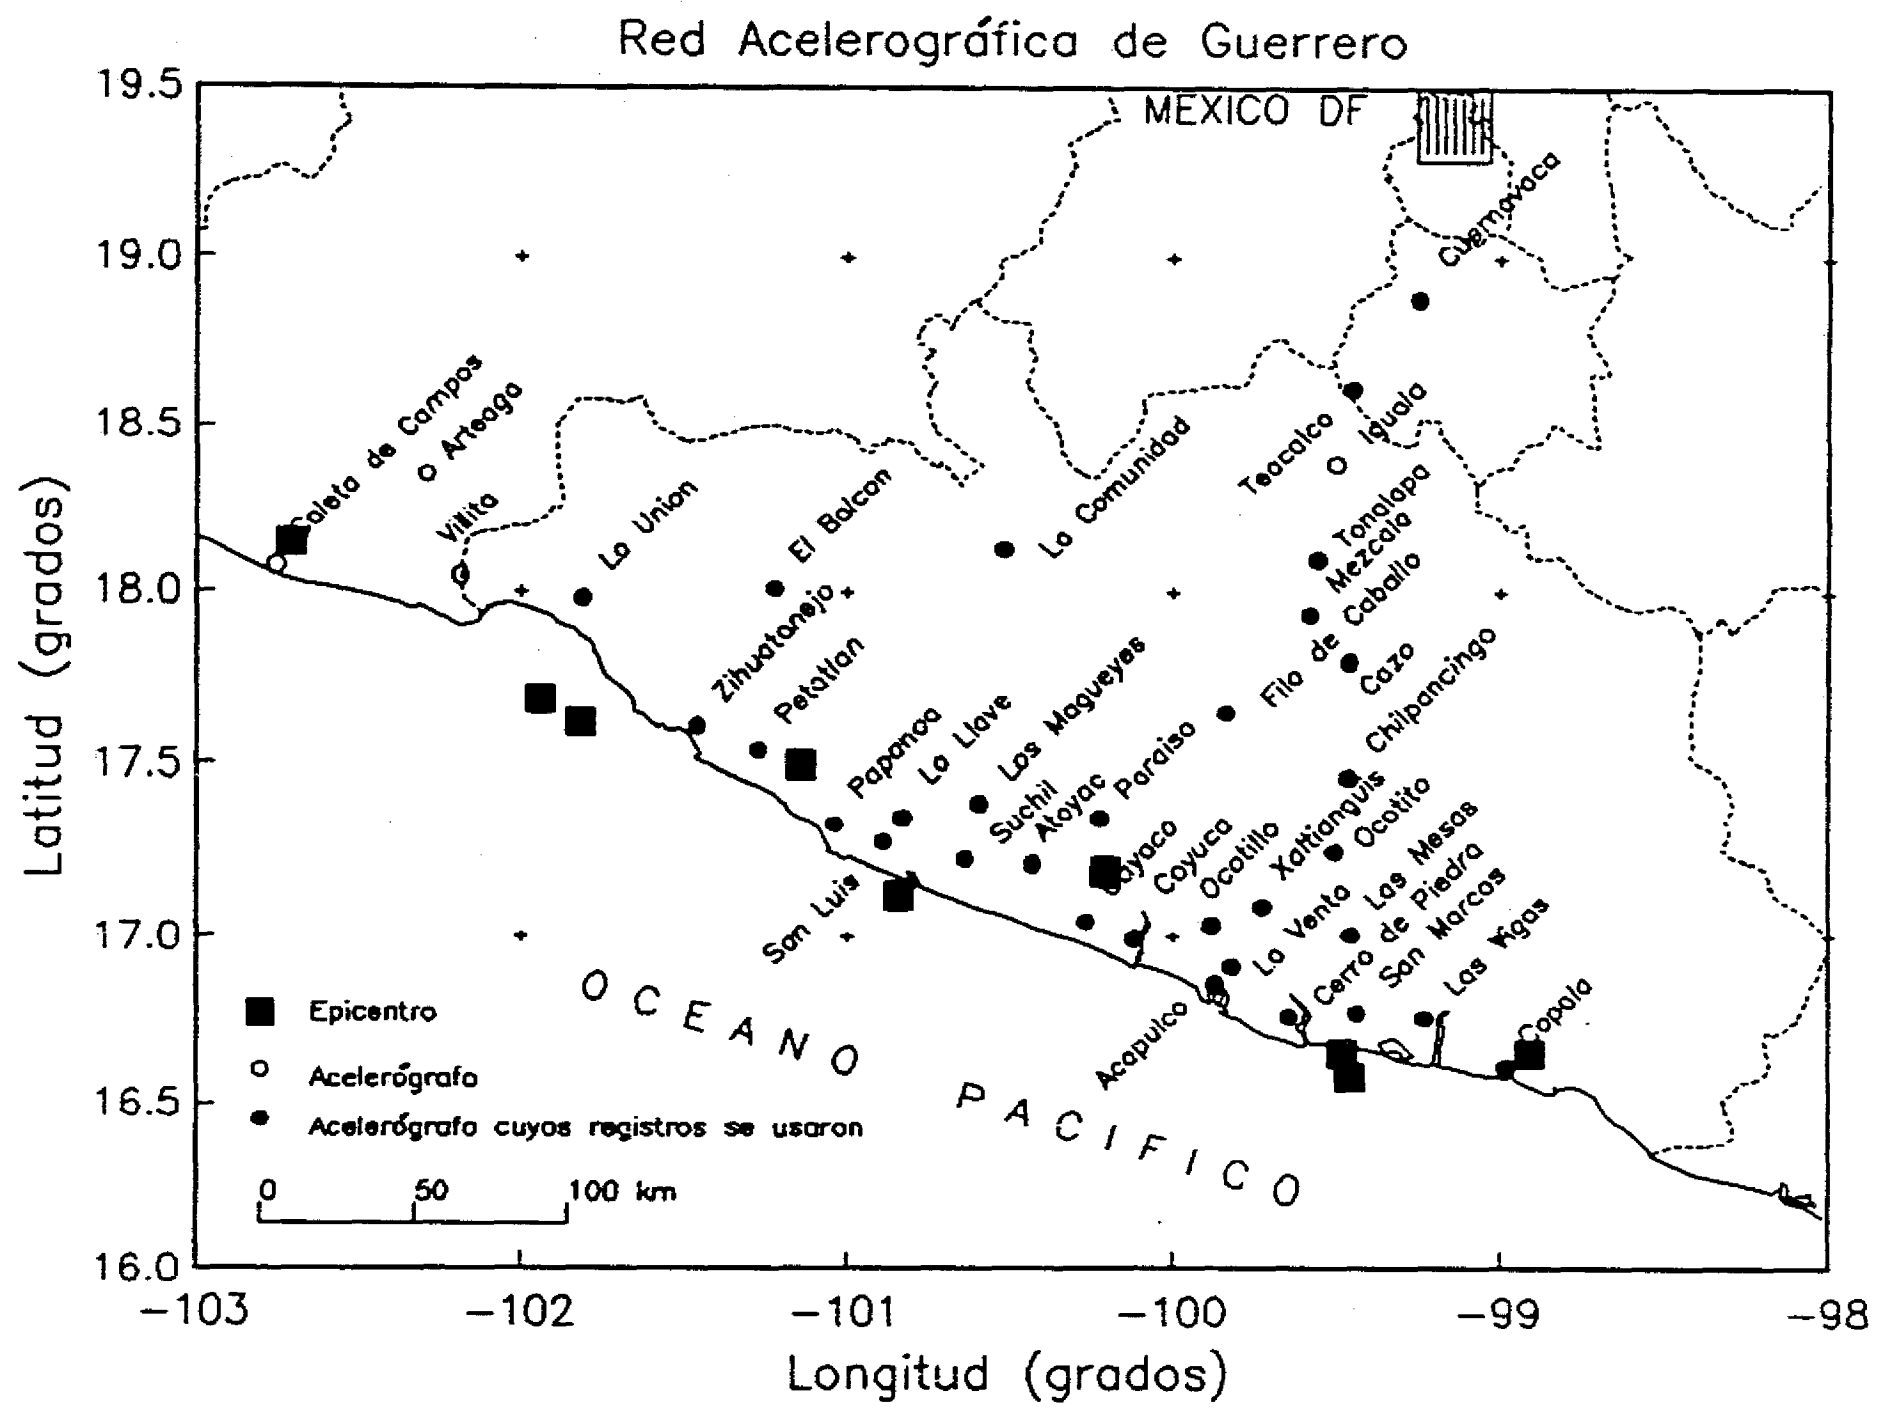 Red Acelerográfica de Guerrero
19.5
19.0
18.5
18.0
17.5
17.0
16.5
16.0
Latitud (grados)
-103
-102
-101
-100
-99
-98
Longitud (grados)
MEXICO DF
Cuernavaca
Caleta de Campos
Arteaga
Villita
La Union
El Balcon
La Comunidad
Teacalco
Iguala
Tonalapa
Mezcala
Filo de Caballo
Cazo
Chilpancingo
Zihuatanejo
Petatlan
Papanoa
La Llave
Los Magueyes
Suchil
Atoyac
Paraiso
Cayaco
Coyuca
Ocotillo
Xaltianguis
Ocotito
La Venta
Las Mesas
Cerro de Piedra
San Marcos
Las Vigas
Copala
San Luis
Acapulco
OCEANO PACIFICO
Epicentro
Acelerógrafo
Acelerógrafo cuyos registros se usaron
0 50 100 km